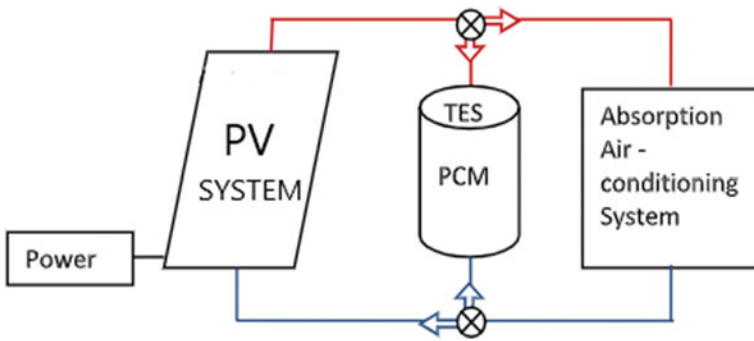 PV
SYSTEM
Power
TES
PCM
Absorption
Air -
conditioning
System